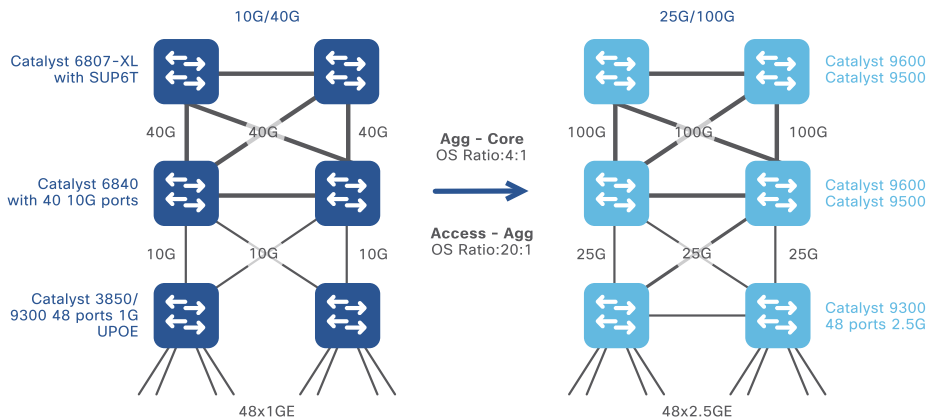 10G/40G
25G/100G
Catalyst 6807-XL
with SUP6T
Catalyst 9600
Catalyst 9500
40G
40G
40G
Agg - Core
OS Ratio:4:1
100G
100G
100G
Catalyst 6840
with 40 10G ports
Catalyst 9600
Catalyst 9500
10G
10G
10G
Access - Agg
OS Ratio:20:1
25G
25G
25G
Catalyst 3850/
9300 48 ports 1G
UPOE
Catalyst 9300
48 ports 2.5G
48x1GE
48x2.5GE